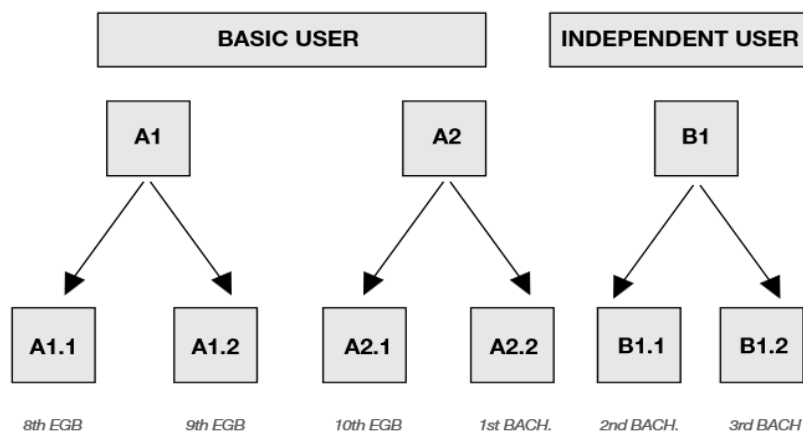 BASIC USER
INDEPENDENT USER
A1
A2
B1
A1.1
A1.2
A2.1
A2.2
B1.1
B1.2
8th EGB
9th EGB
10th EGB
1st BACH.
2nd BACH.
3rd BACH